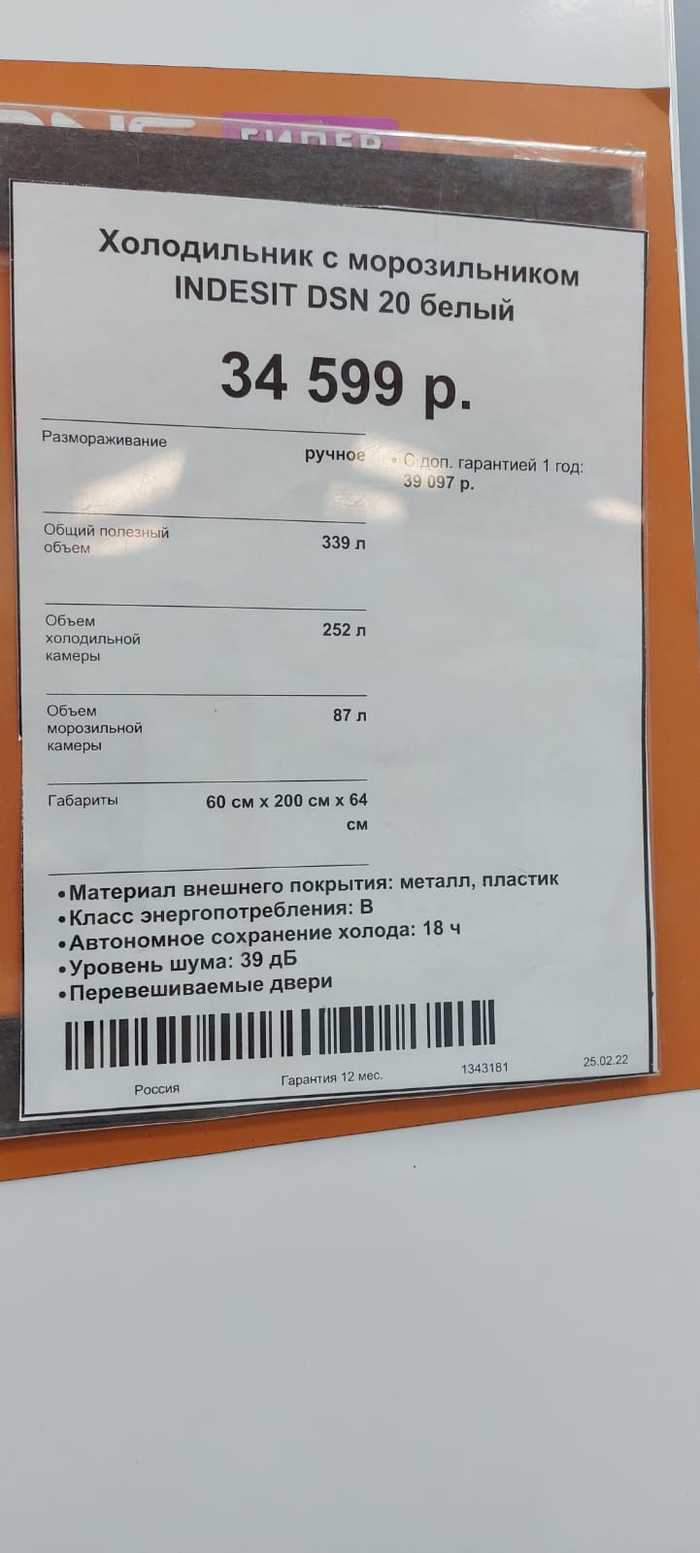 ГИПЕР
Холодильник с морозильником
INDESIT DSN 20 белый
34 599 р.
Размораживание
ручное
• С доп. гарантией 1 год:
39 097 р.
Общий полезный
объем
339 л
Объем
холодильной
камеры
252 л
Объем
морозильной
камеры
87 л
Габариты
60 см x 200 см x 64
см
•Материал внешнего покрытия: металл, пластик
•Класс энергопотребления: B
•Автономное сохранение холода: 18 ч
•Уровень шума: 39 дБ
•Перевешиваемые двери
Россия
Гарантия 12 мес.
1343181
25.02.22